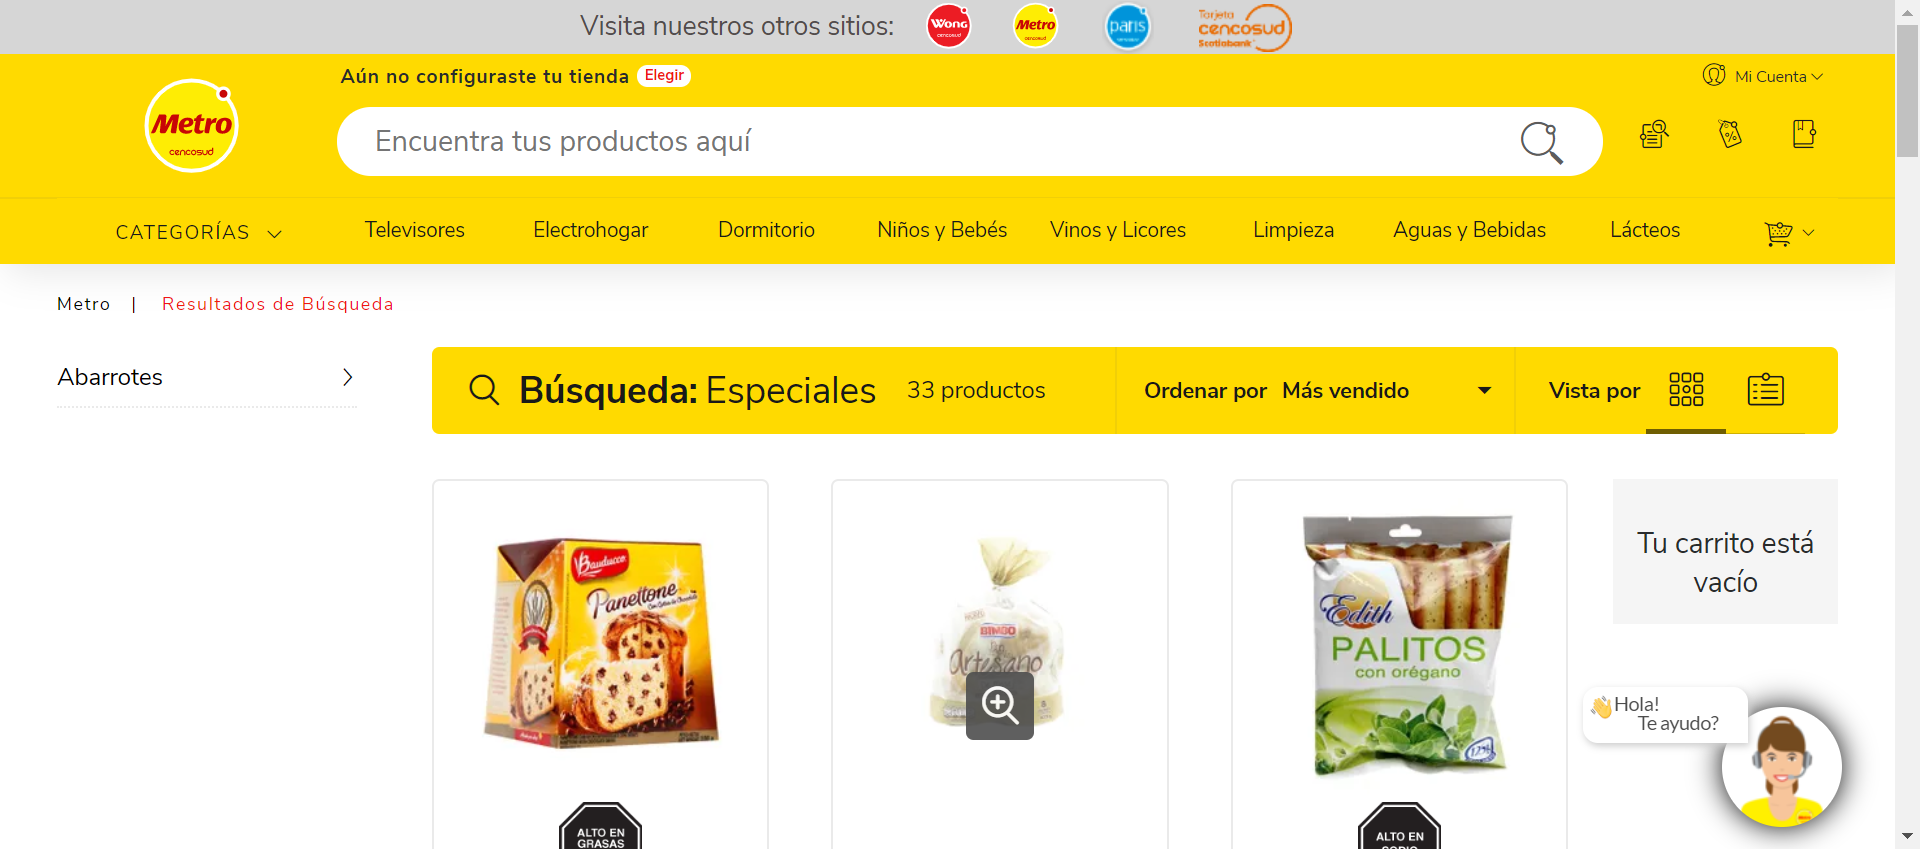 Visita nuestros otros sitios:
Wong
cencosud
Metro
cencosud
paris
Tarjeta
cencosud
Scotiabank
Aún no configuraste tu tienda Elegir
Mi Cuenta
Metro
cencosud
Encuentra tus productos aquí
CATEGORÍAS
Televisores
Electrohogar
Dormitorio
Niños y Bebés
Vinos y Licores
Limpieza
Aguas y Bebidas
Lácteos
Metro | Resultados de Búsqueda
Abarrotes
Búsqueda: Especiales 33 productos
Ordenar por Más vendido
Vista por
Bauducco
Panettone
BIMBO
Artesano
Edith
PALITOS
con orégano
Tu carrito está
vacío
👋Hola!
Te ayudo?
ALTO EN
GRASAS
ALTO EN